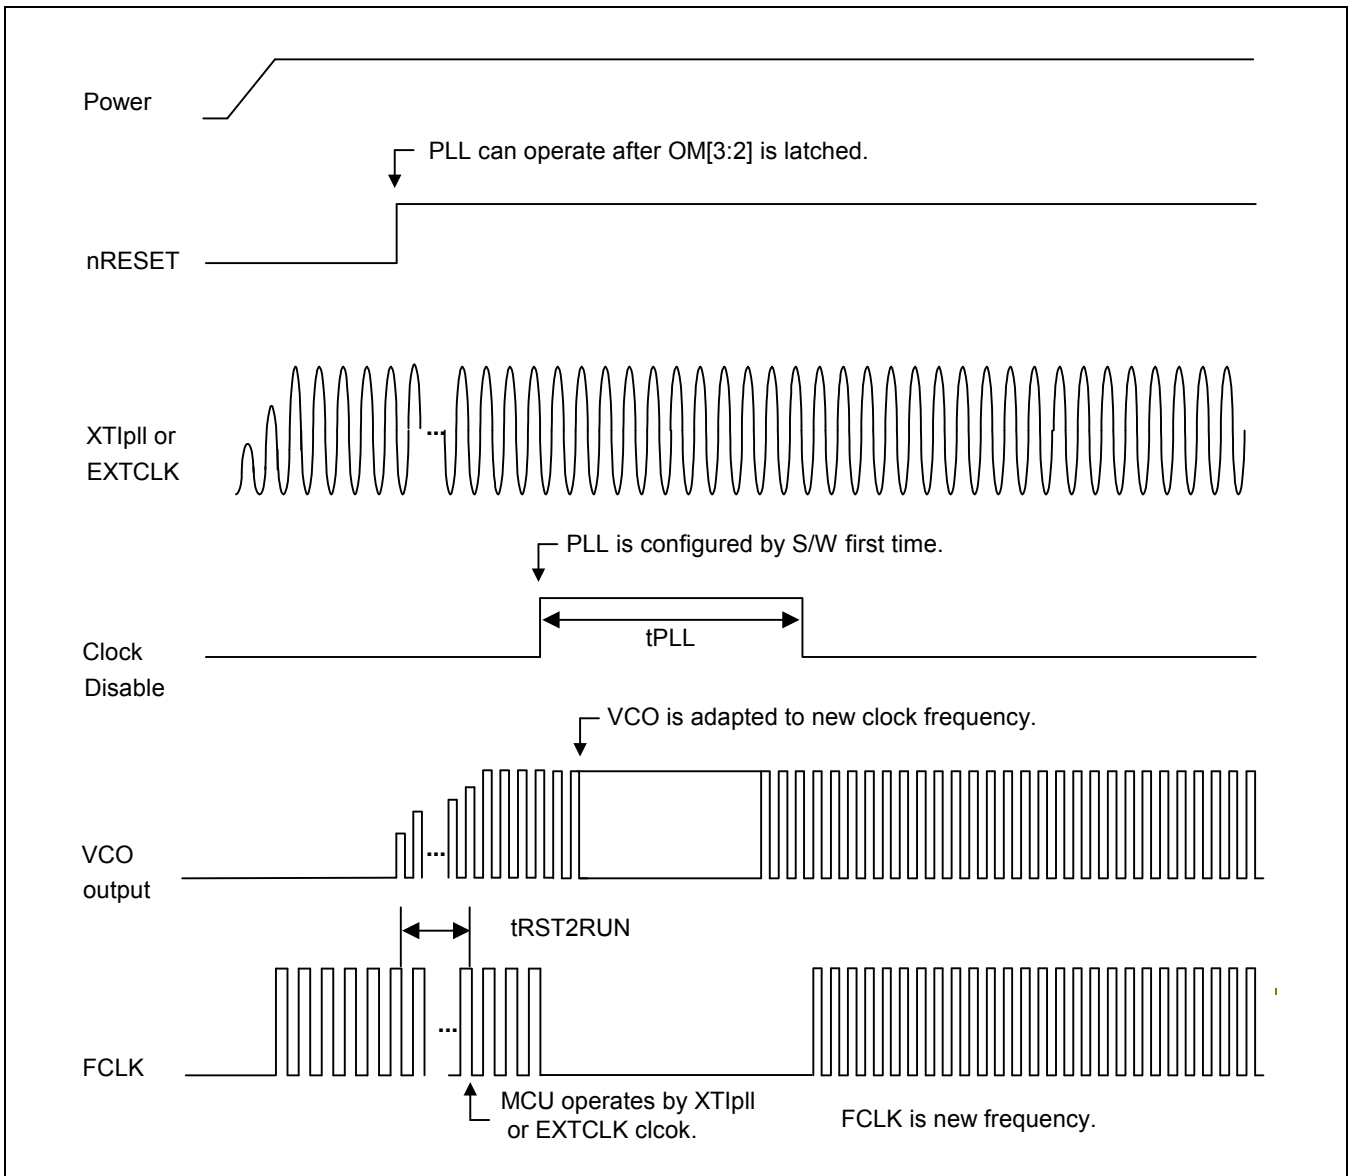 Power
PLL can operate after OM[3:2] is latched.
nRESET
XTIpll or
EXTCLK
...
PLL is configured by S/W first time.
tPLL
Clock
Disable
VCO is adapted to new clock frequency.
...
VCO
output
tRST2RUN
...
FCLK
MCU operates by XTIpll
or EXTCLK clcok.
FCLK is new frequency.